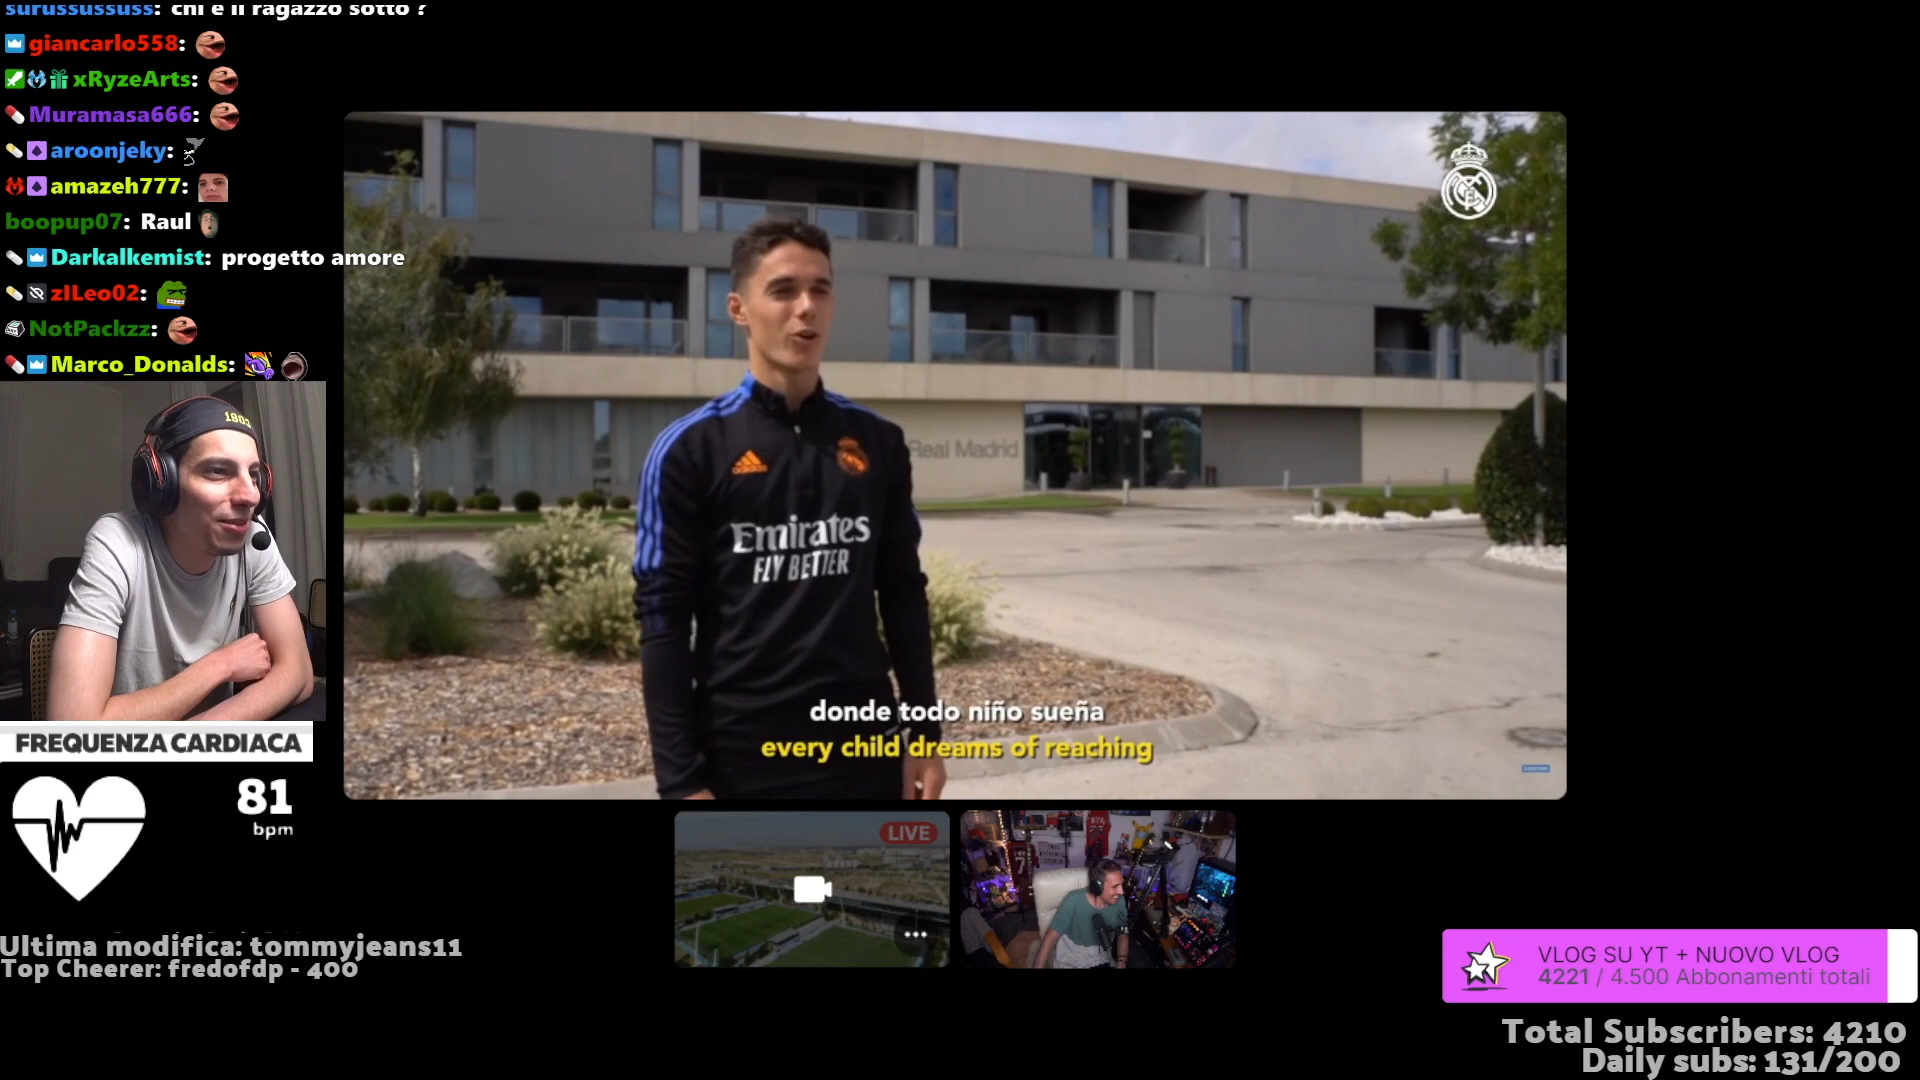 surussussuss: chi è il ragazzo sotto ?
giancarlo558:
xRyzeArts:
Muramasa666:
aroonjeky:
amazeh777:
boopup07: Raul
Darkalkemist: progetto amore
zILeo02:
NotPackzz:
Marco_Donalds:
1903
Real Madrid
adidas
Emirates
FLY BETTER
donde todo niño sueña
every child dreams of reaching
SUBSCRIBE
FREQUENZA CARDIACA
81
bpm
LIVE
Ultima modifica: tommyjeans11
Top Cheerer: fredofdp - 400
VLOG SU YT + NUOVO VLOG
4221 / 4.500 Abbonamenti totali
Total Subscribers: 4210
Daily subs: 131/200